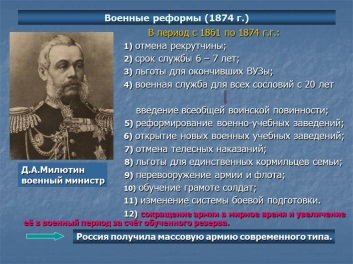 Военные реформы (1874 г.)
В период с 1861 по 1874 г.г.:
1) отмена рекрутчины;
2) срок службы 6 – 7 лет;
3) льготы для окончивших ВУЗы;
4) военная служба для всех сословий с 20 лет
введение всеобщей воинской повинности;
5) реформирование военно-учебных заведений;
6) открытие новых военных учебных заведений;
7) отмена телесных наказаний;
8) льготы для единственных кормильцев семьи;
9) перевооружение армии и флота;
10) обучение грамоте солдат;
11) изменение системы боевой подготовки.
Д.А.Милютин
военный министр
12) сокращение армии в мирное время и увеличение
её в военный период за счёт обученного резерва.
Россия получила массовую армию современного типа.